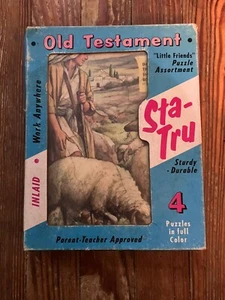 Old Testament
"Little Friends"
Puzzle
Assortment
Sta-
Tru
Sturdy -
Durable
4
Puzzles
in Full
Color
INLAID • Work Anywhere
Parent-Teacher Approved